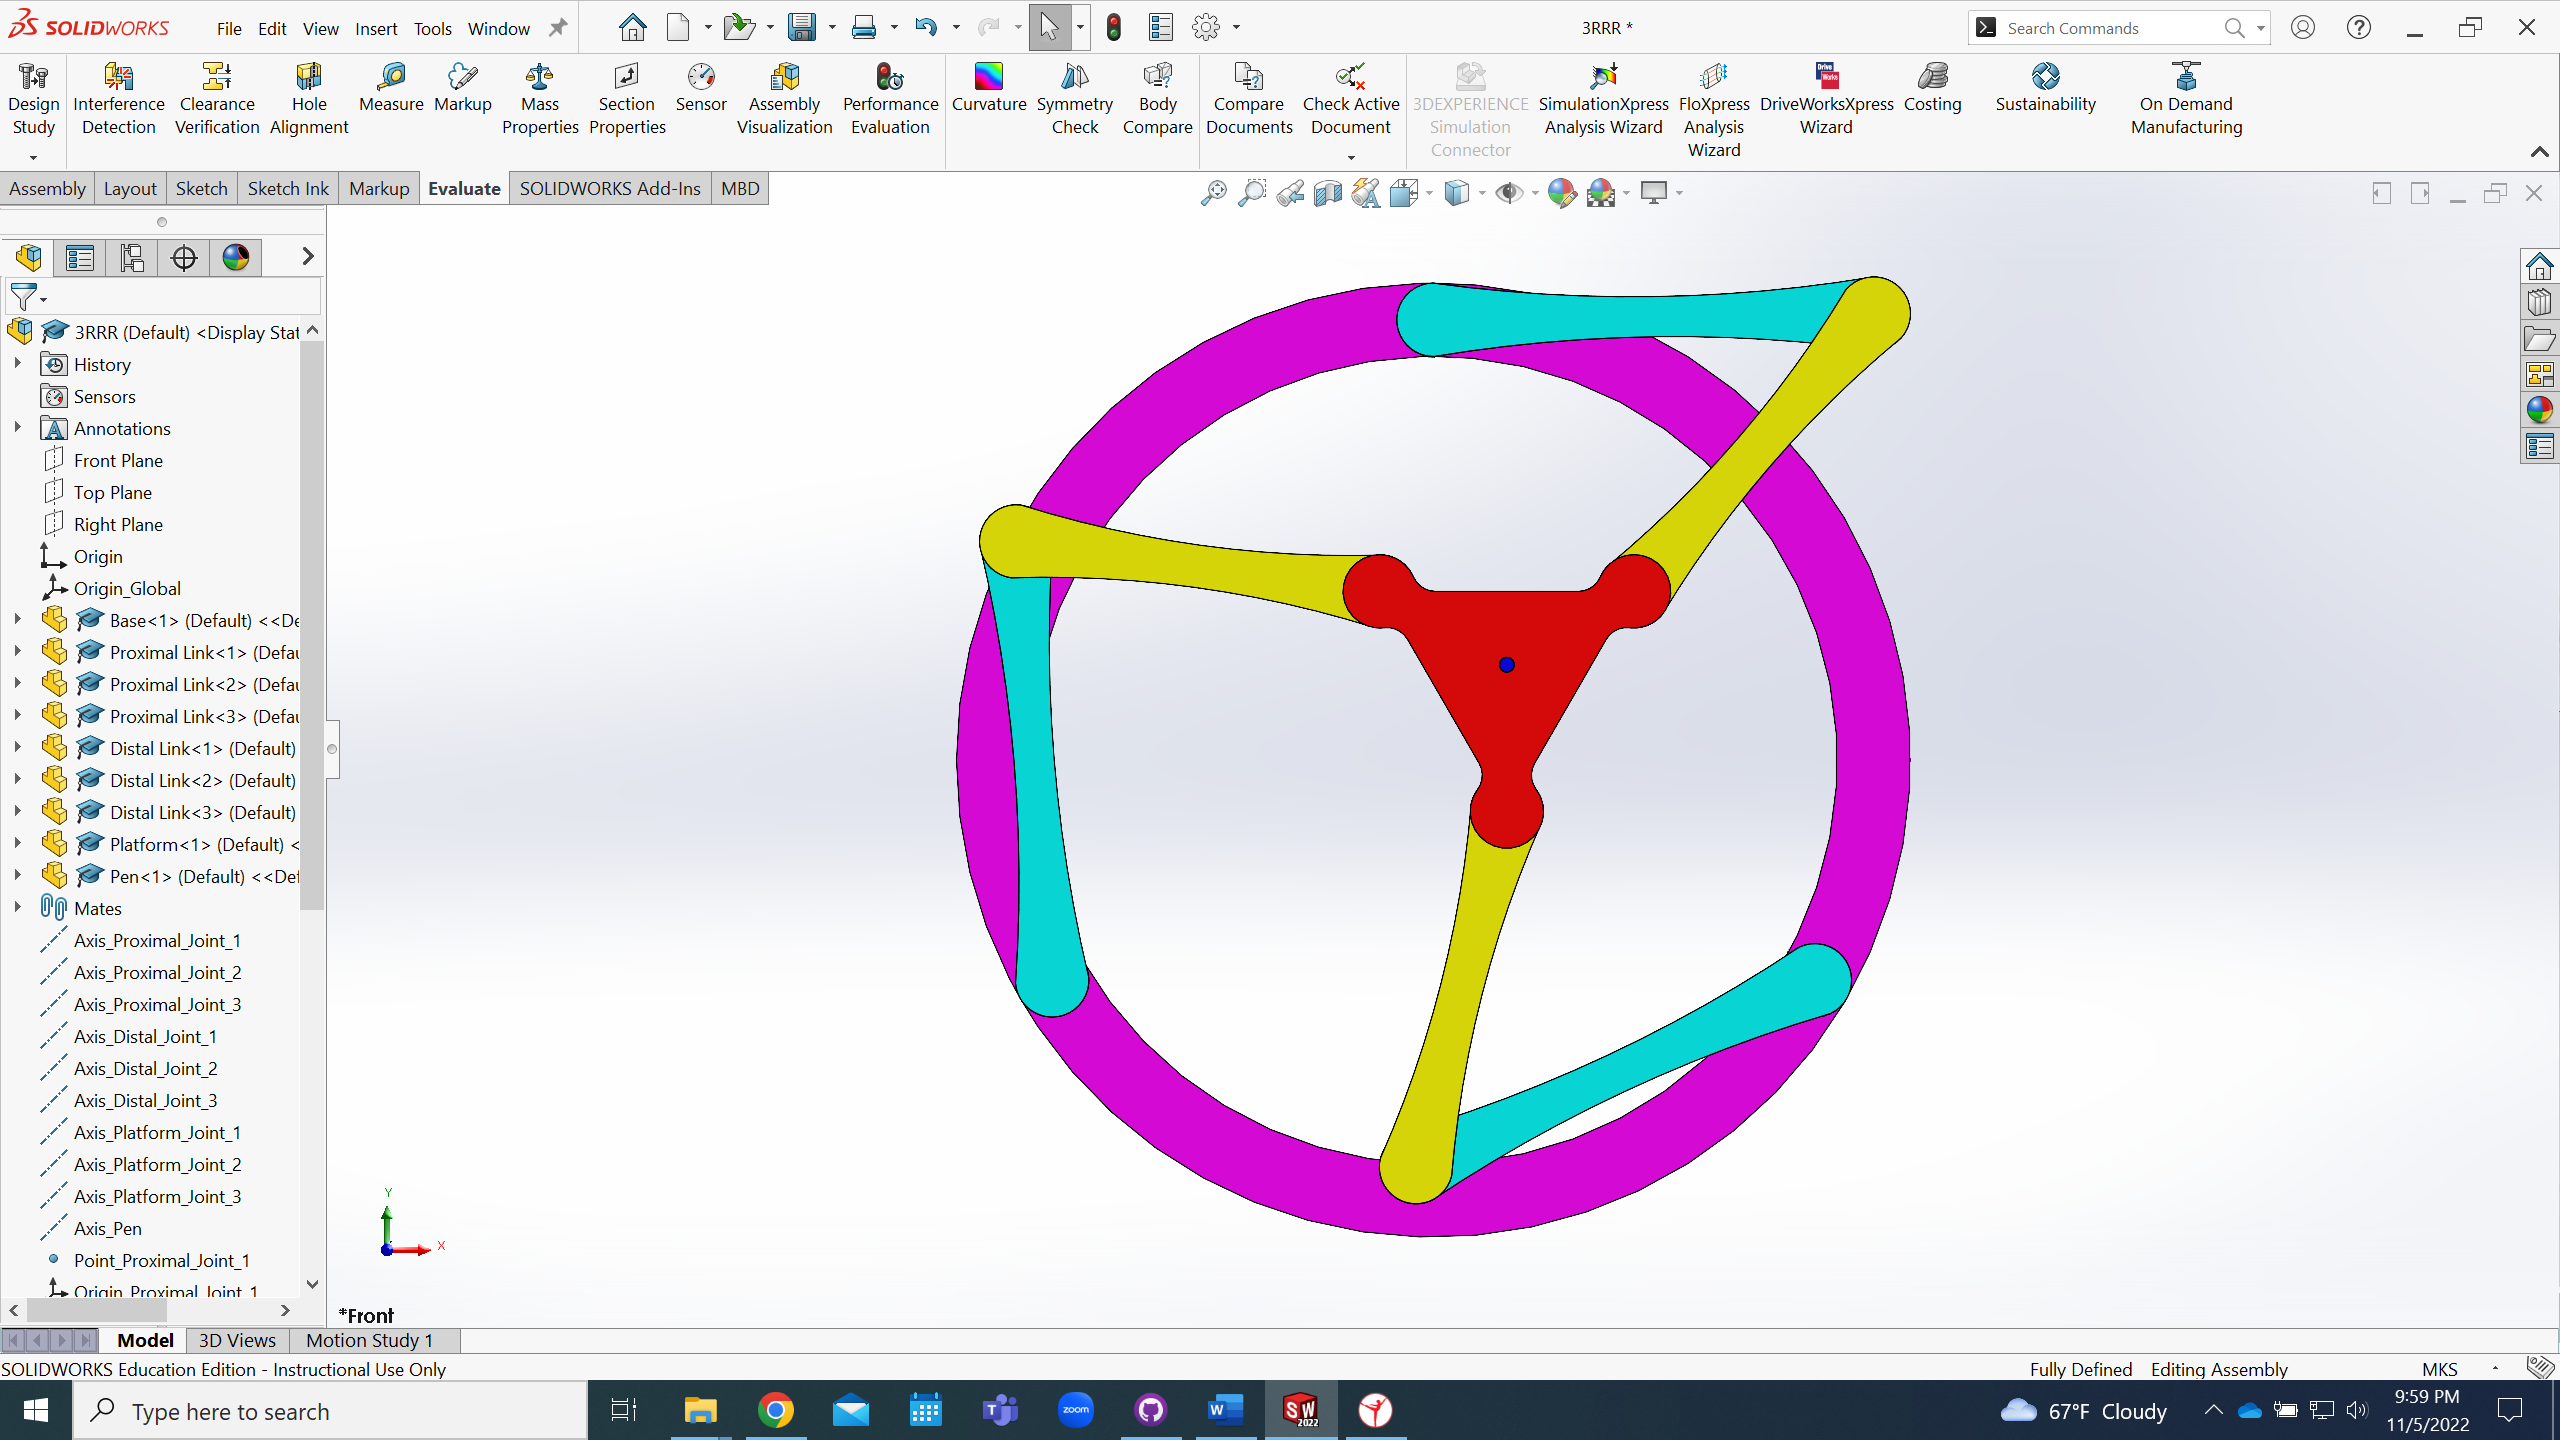 SOLIDWORKS File Edit View Insert Tools Window 3RRR * Search Commands
Design Study
Interference Detection
Clearance Verification
Hole Alignment
Measure
Markup
Mass Properties
Section Properties
Sensor
Assembly Visualization
Performance Evaluation
Curvature
Symmetry Check
Body Compare
Compare Documents
Check Active Document
3DEXPERIENCE Simulation Connector
SimulationXpress Analysis Wizard
FloXpress Analysis Wizard
DriveWorksXpress Wizard
Costing
Sustainability
On Demand Manufacturing
Assembly Layout Sketch Sketch Ink Markup Evaluate SOLIDWORKS Add-Ins MBD
3RRR (Default) <Display Stat
History
Sensors
Annotations
Front Plane
Top Plane
Right Plane
Origin
Origin_Global
Base<1> (Default) <<De
Proximal Link<1> (Defau
Proximal Link<2> (Defau
Proximal Link<3> (Defau
Distal Link<1> (Default)
Distal Link<2> (Default)
Distal Link<3> (Default)
Platform<1> (Default) <
Pen<1> (Default) <<Def
Mates
Axis_Proximal_Joint_1
Axis_Proximal_Joint_2
Axis_Proximal_Joint_3
Axis_Distal_Joint_1
Axis_Distal_Joint_2
Axis_Distal_Joint_3
Axis_Platform_Joint_1
Axis_Platform_Joint_2
Axis_Platform_Joint_3
Axis_Pen
Point_Proximal_Joint_1
Origin_Proximal_Joint_1
Y
X
*Front
Model 3D Views Motion Study 1
SOLIDWORKS Education Edition - Instructional Use Only Fully Defined Editing Assembly MKS
Type here to search zoom W SW 2022 67°F Cloudy 9:59 PM
11/5/2022